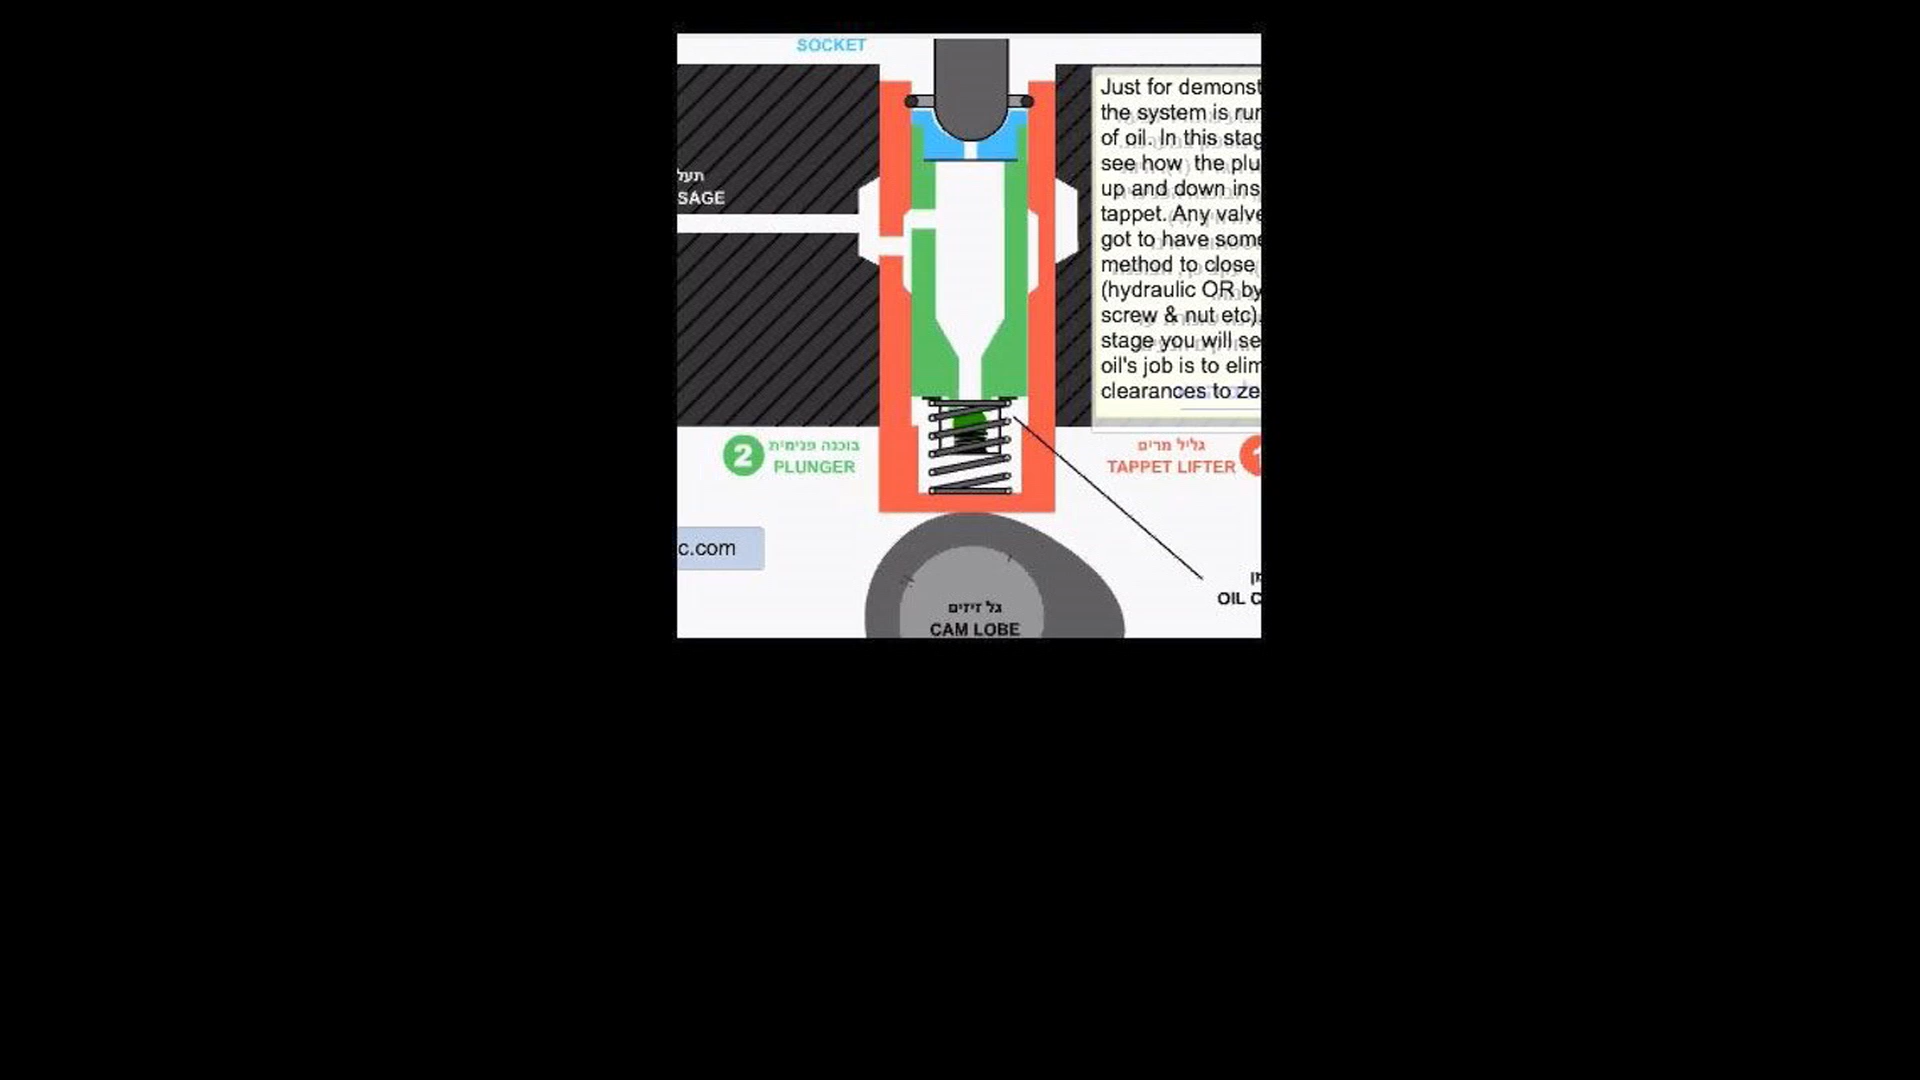 SOCKET
תעל
SAGE
Just for demonst
the system is rur
of oil. In this stag
see how the plu
up and down ins
tappet. Any valve
got to have some
method to close
(hydraulic OR by
screw & nut etc)
stage you will se
oil's job is to elim
clearances to ze
2
בוכנה פנימית
PLUNGER
גליל מרים
TAPPET LIFTER
c.com
OIL C
גל זיזים
CAM LOBE